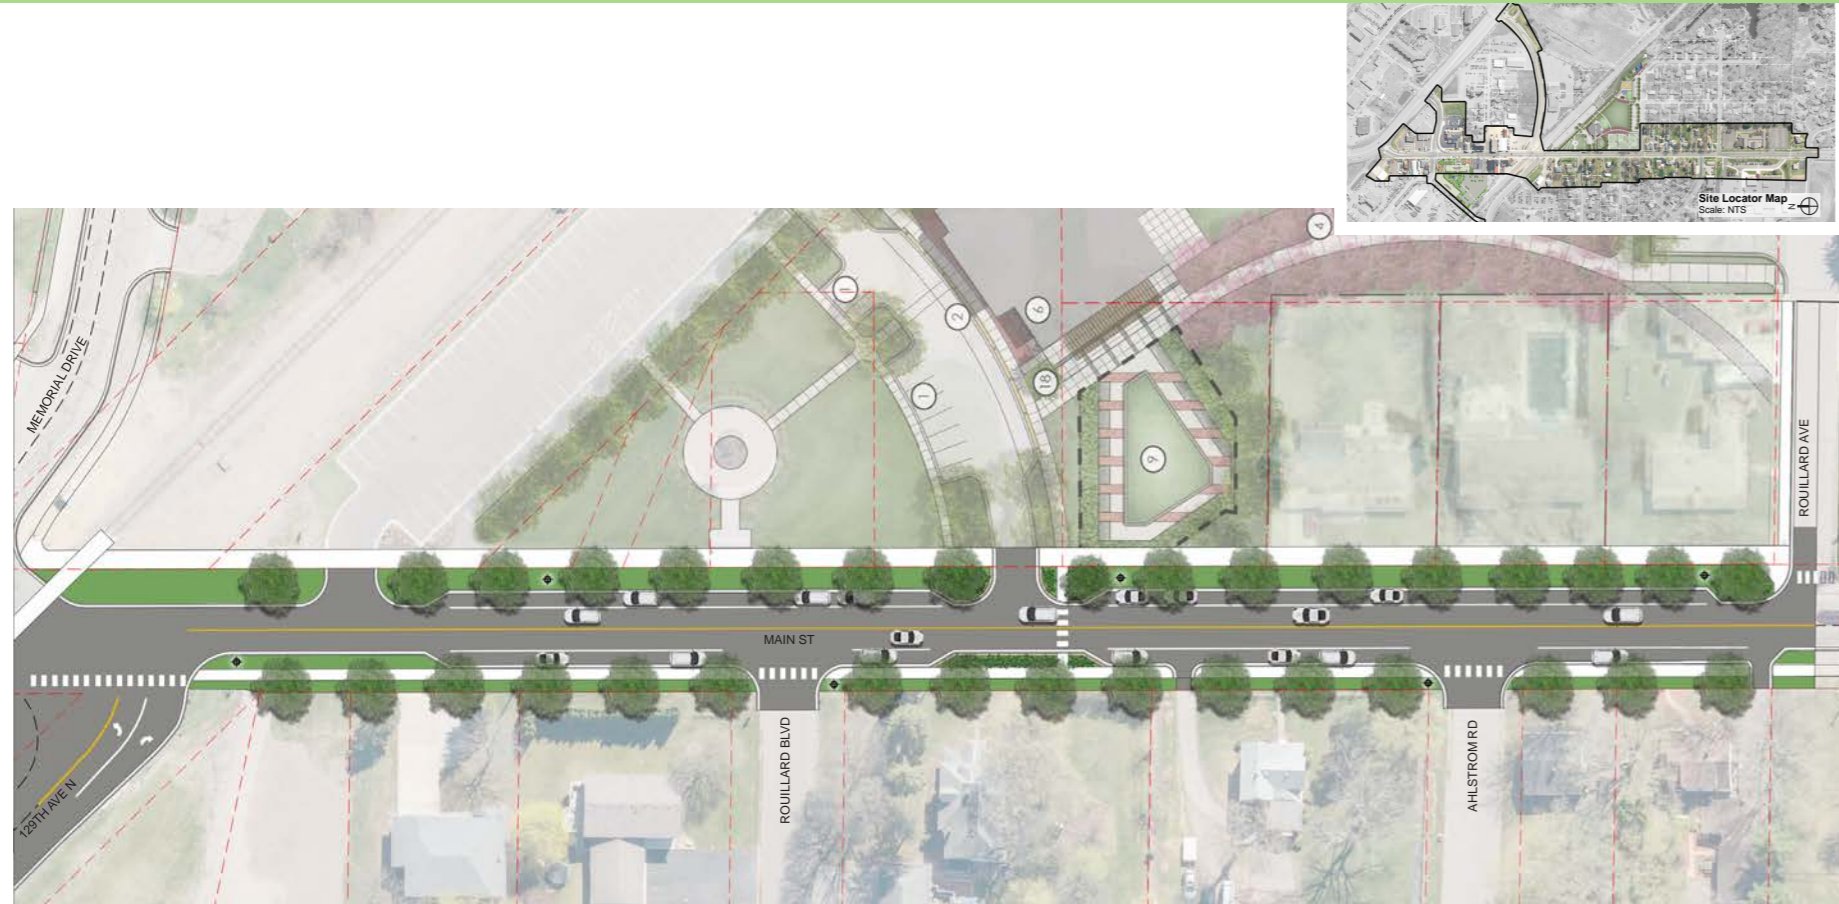 Site Locator Map
Scale: NTS
N
4
1
2
6
18
1
9
MEMORIAL DRIVE
ROUILLARD AVE
MAIN ST
129TH AVE N
ROUILLARD BLVD
AHLSTROM RD